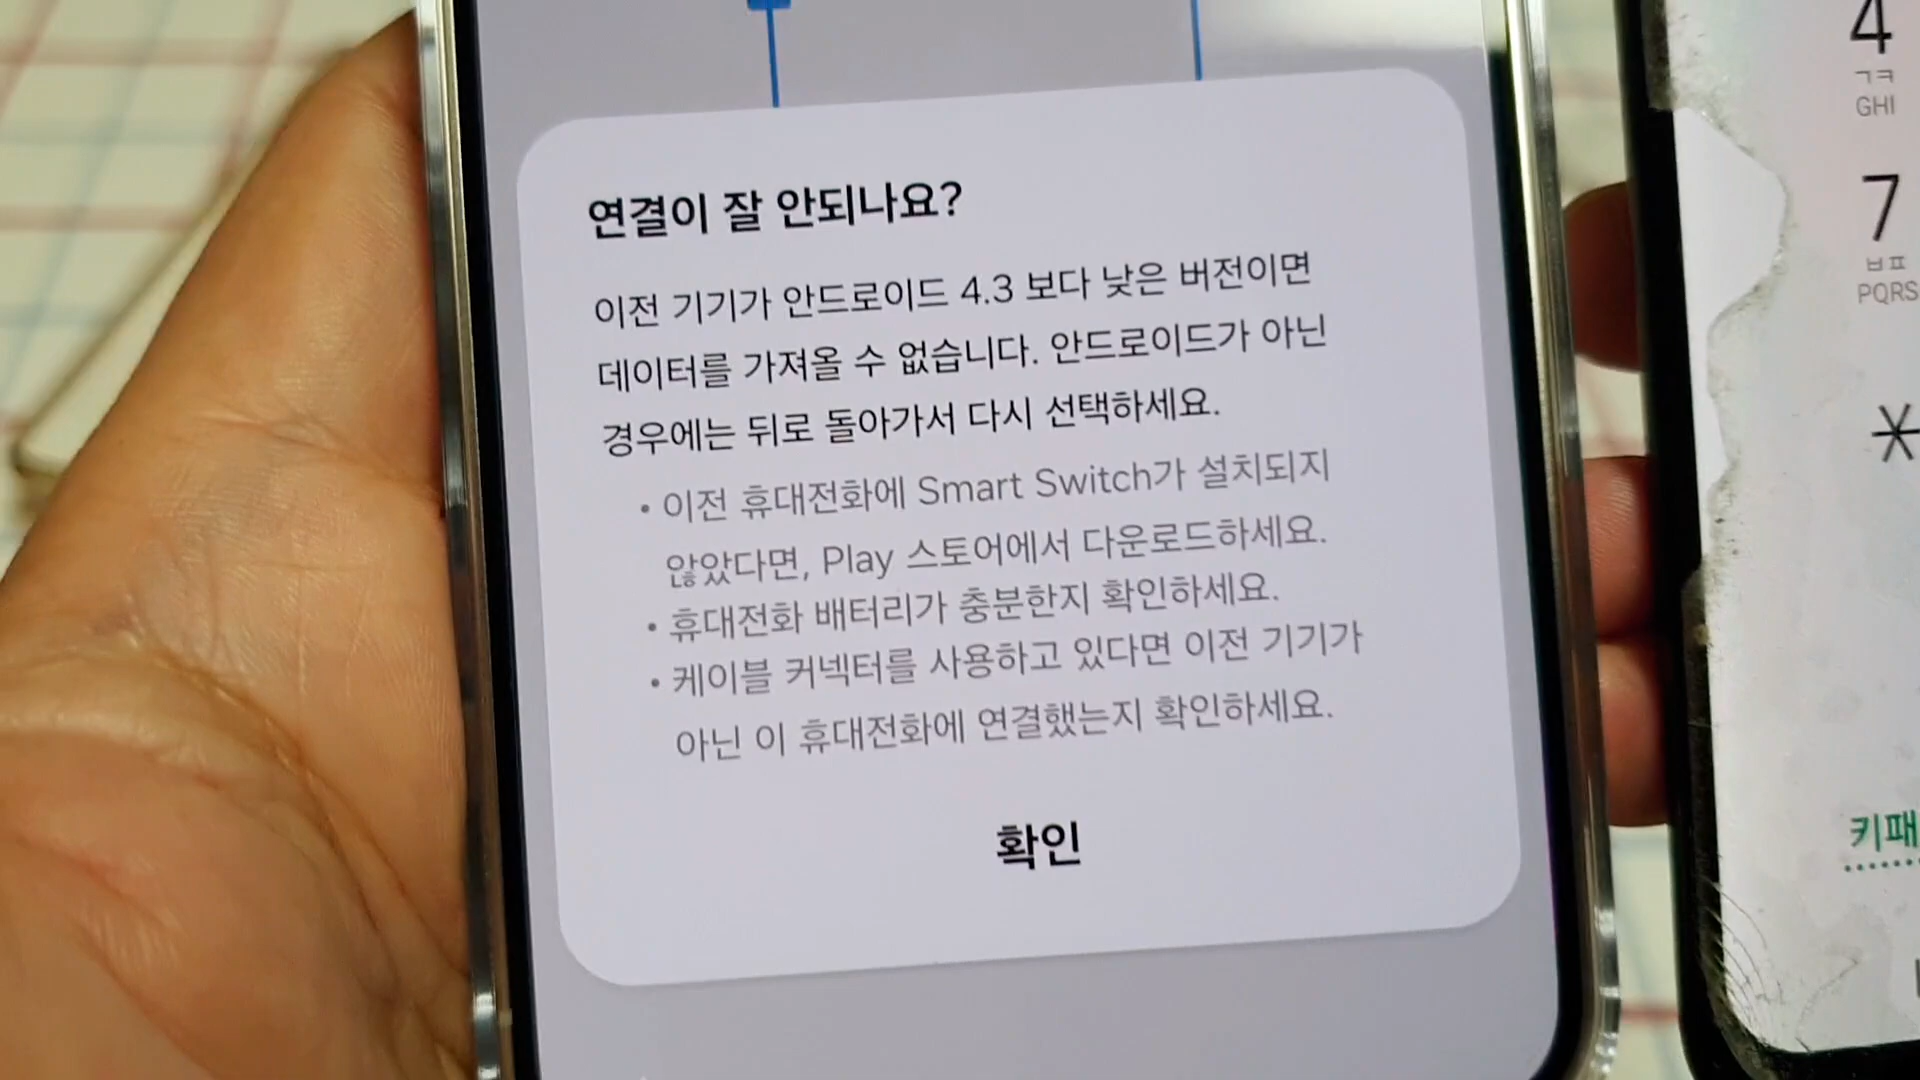 연결이 잘 안되나요?
이전 기기가 안드로이드 4.3 보다 낮은 버전이면
데이터를 가져올 수 없습니다. 안드로이드가 아닌
경우에는 뒤로 돌아가서 다시 선택하세요.
• 이전 휴대전화에 Smart Switch가 설치되지
않았다면, Play 스토어에서 다운로드하세요.
• 휴대전화 배터리가 충분한지 확인하세요.
• 케이블 커넥터를 사용하고 있다면 이전 기기가
아닌 이 휴대전화에 연결했는지 확인하세요.
확인
4
ㄱㅋ
GHI
7
ㅂㅍ
PQRS
*
키패